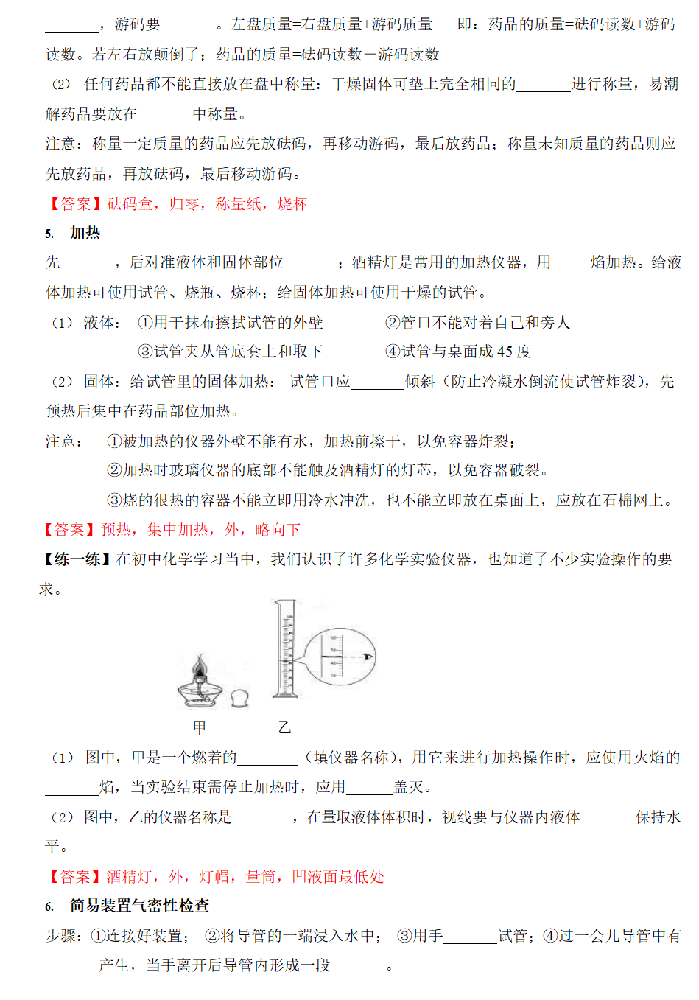 _______，游码要_______。左盘质量=右盘质量+游码质量 即：药品的质量=砝码读数+游码
读数。若左右放颠倒了；药品的质量=砝码读数－游码读数
（2） 任何药品都不能直接放在盘中称量：干燥固体可垫上完全相同的_______进行称量，易潮
解药品要放在_______中称量。
注意：称量一定质量的药品应先放砝码，再移动游码，最后放药品；称量未知质量的药品则应
先放药品，再放砝码，最后移动游码。
【答案】砝码盒，归零，称量纸，烧杯
5. 加热
先_______，后对准液体和固体部位_______；酒精灯是常用的加热仪器，用_____焰加热。给液
体加热可使用试管、烧瓶、烧杯；给固体加热可使用干燥的试管。
（1） 液体： ①用干抹布擦拭试管的外壁 ②管口不能对着自己和旁人
③试管夹从管底套上和取下 ④试管与桌面成 45 度
（2） 固体：给试管里的固体加热： 试管口应_______倾斜（防止冷凝水倒流使试管炸裂），先
预热后集中在药品部位加热。
注意： ①被加热的仪器外壁不能有水，加热前擦干，以免容器炸裂；
②加热时玻璃仪器的底部不能触及酒精灯的灯芯，以免容器破裂。
③烧的很热的容器不能立即用冷水冲洗，也不能立即放在桌面上，应放在石棉网上。
【答案】预热，集中加热，外，略向下
【练一练】在初中化学学习当中，我们认识了许多化学实验仪器，也知道了不少实验操作的要
求。
甲 乙
（1） 图中，甲是一个燃着的________（填仪器名称），用它来进行加热操作时，应使用火焰的
_______焰，当实验结束需停止加热时，应用______盖灭。
（2） 图中，乙的仪器名称是________，在量取液体体积时，视线要与仪器内液体_______保持水
平。
【答案】酒精灯，外，灯帽，量筒，凹液面最低处
6. 简易装置气密性检查
步骤：①连接好装置； ②将导管的一端浸入水中； ③用手_______试管；④过一会儿导管中有
_______产生，当手离开后导管内形成一段_______。